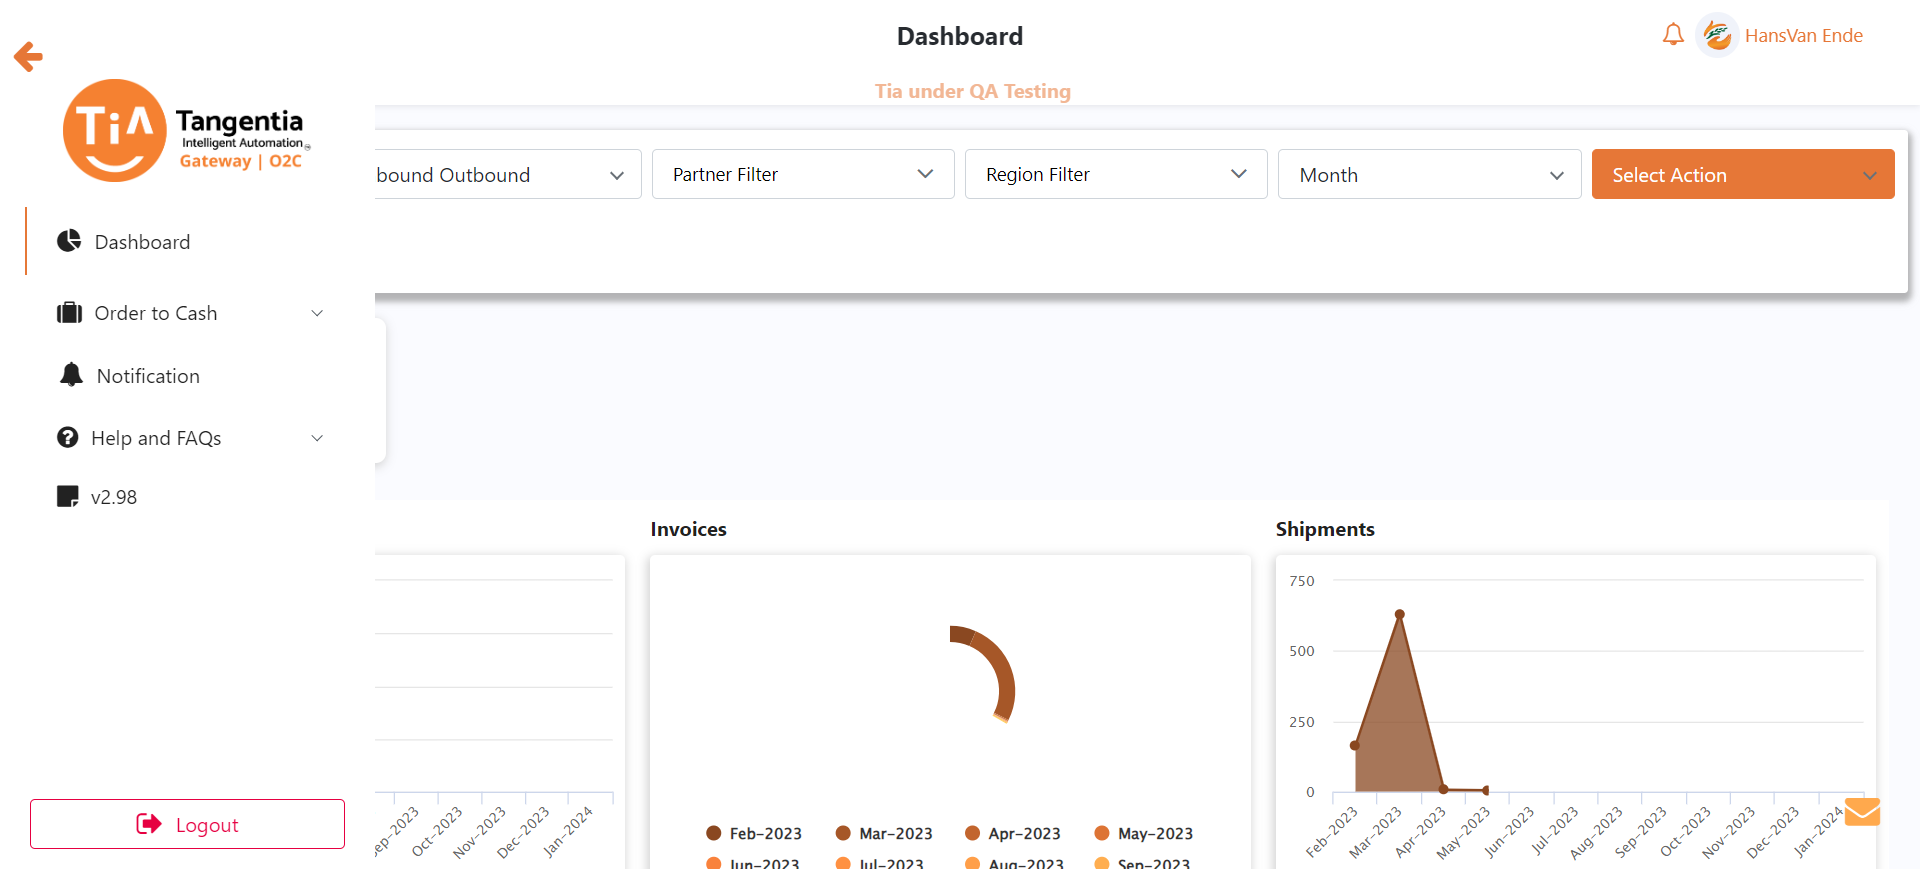 Dashboard
HansVan Ende
Tia under QA Testing
TiA
Tangentia
Intelligent Automation
Gateway | O2C
bound Outbound
Partner Filter
Region Filter
Month
Select Action
Dashboard
Order to Cash
Notification
Help and FAQs
v2.98
Logout
Invoices
Shipments
Oct-2023
Nov-2023
Dec-2023
Jan-2024
Feb-2023
Mar-2023
Apr-2023
May-2023
Jun-2023
Jul-2023
Aug-2023
Sep-2023
750
500
250
0
Feb-2023
Mar-2023
Apr-2023
May-2023
Jun-2023
Jul-2023
Aug-2023
Sep-2023
Oct-2023
Nov-2023
Dec-2023
Jan-2024